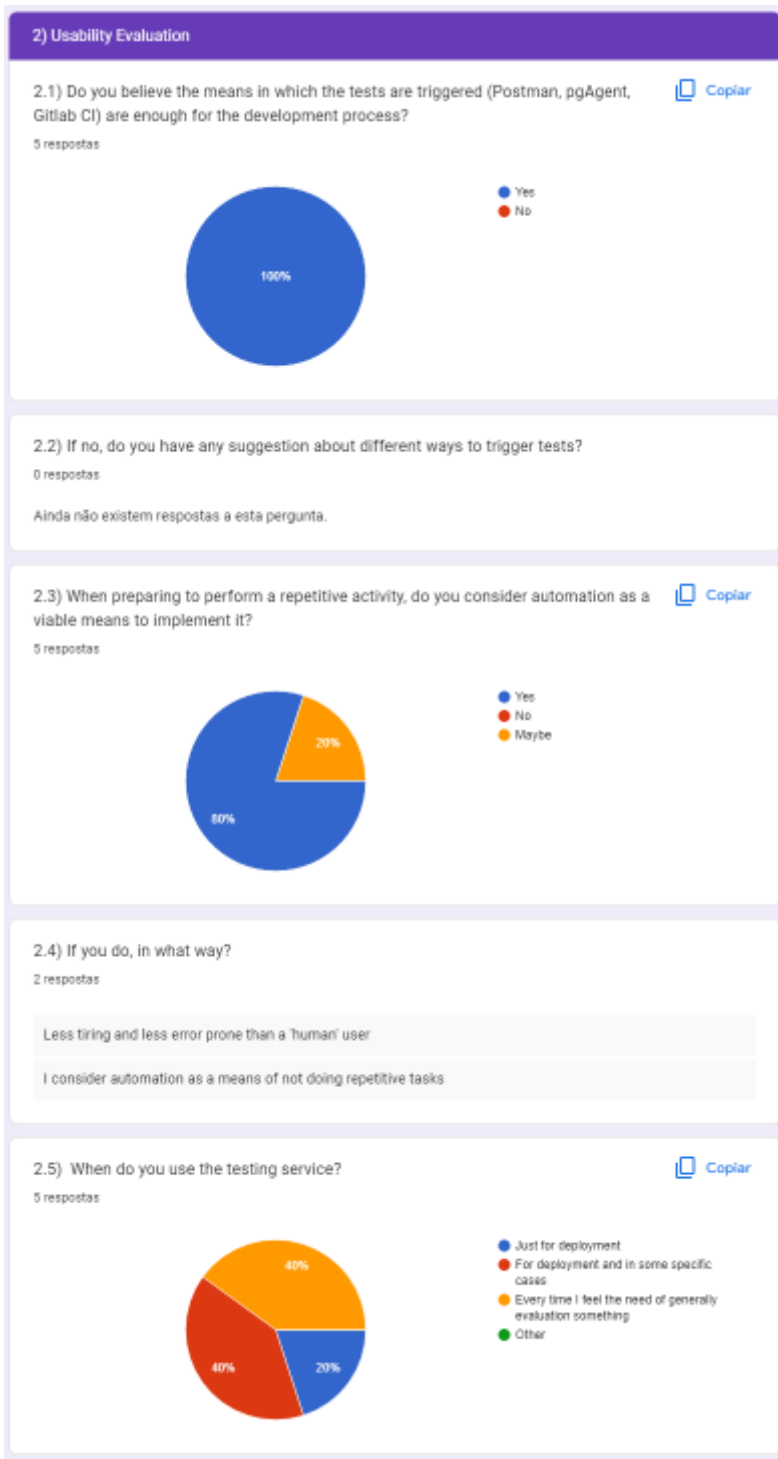 2) Usability Evaluation
2.1) Do you believe the means in which the tests are triggered (Postman, pgAgent,
Gitlab CI) are enough for the development process?
Copiar
5 respostas
Yes
No
100%
2.2) If no, do you have any suggestion about different ways to trigger tests?
0 respostas
Ainda não existem respostas a esta pergunta.
2.3) When preparing to perform a repetitive activity, do you consider automation as a
viable means to implement it?
Copiar
5 respostas
Yes
No
Maybe
20%
80%
2.4) If you do, in what way?
2 respostas
Less tiring and less error prone than a 'human' user
I consider automation as a means of not doing repetitive tasks
2.5) When do you use the testing service?
Copiar
5 respostas
Just for deployment
For deployment and in some specific
cases
Every time I feel the need of generally
evaluation something
Other
40%
40%
20%